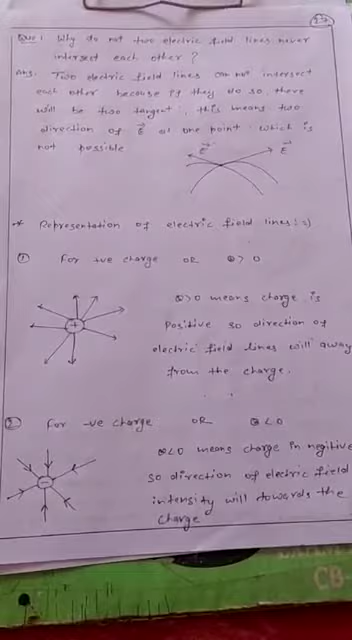 Que: Why do not two electric field lines never
intersect each other?
Ans. Two electric field lines can not intersect
each other because if they do so, there
will be two tangent, this means two
direction of E⃗ at one point which is
not possible
E⃗ E⃗
* Representation of electric field lines:
① For +ve charge OR Q > 0
+
Q>0 means charge is
Positive so direction of
electric field lines will away
from the charge.
② For -ve charge OR Q < 0
-
Q<0 means charge in negitive
so direction of electric field
intensity will towards the
charge
CB